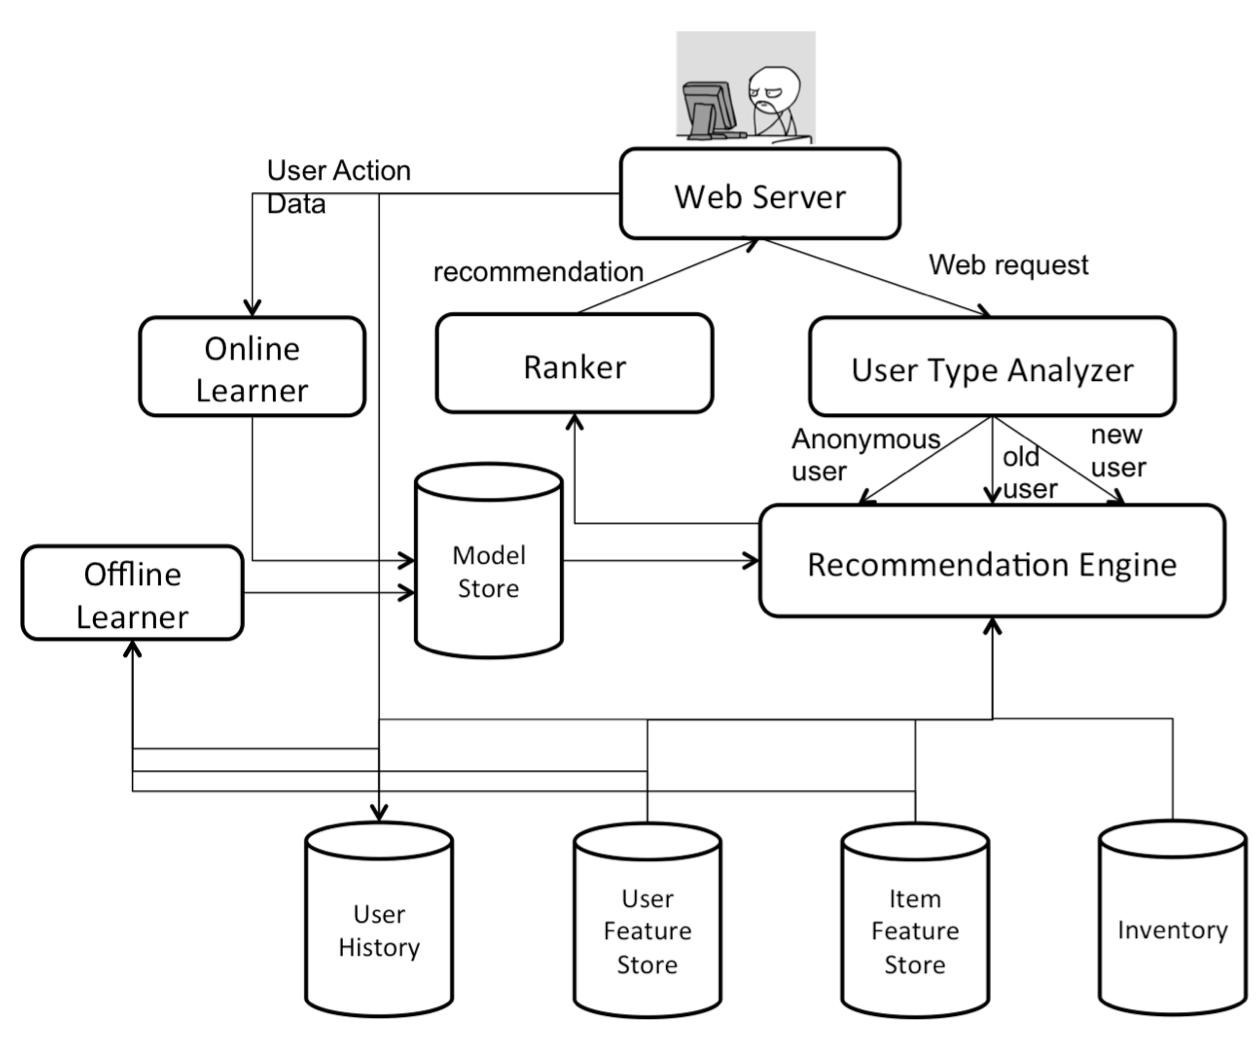 User Action
Data
Web Server
recommendation
Web request
Online
Learner
Ranker
User Type Analyzer
Anonymous
user
old
user
new
user
Offline
Learner
Model
Store
Recommendation Engine
User
History
User
Feature
Store
Item
Feature
Store
Inventory